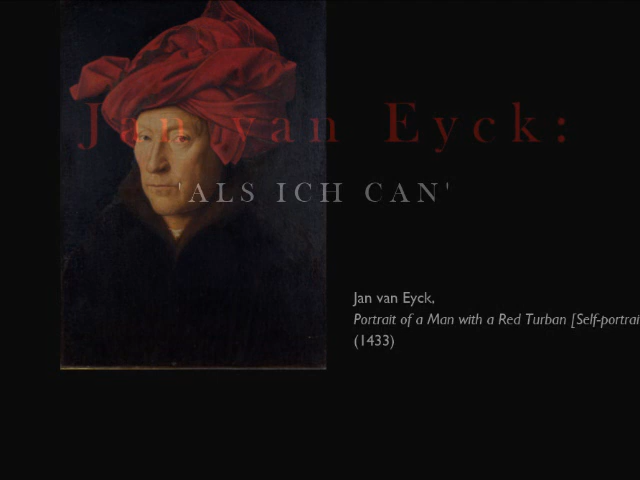 Jan van Eyck:
'ALS ICH CAN'
Jan van Eyck,
Portrait of a Man with a Red Turban [Self-portrai
(1433)